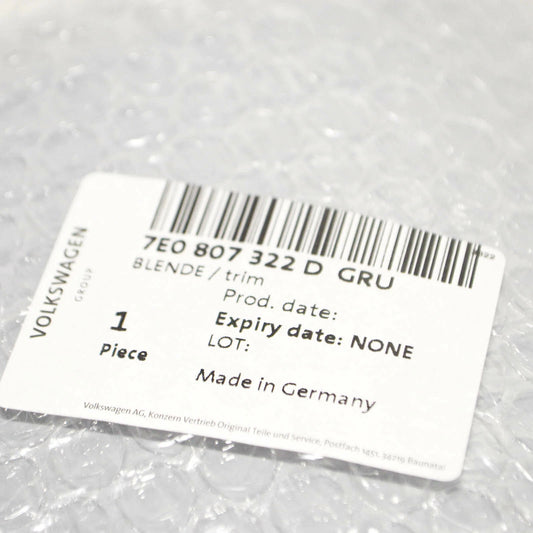 VOLKSWAGEN
GROUP
7E0 807 322 D GRU
BLENDE / trim
Prod. date:
Expiry date: NONE
LOT:
1
Piece
Made in Germany
Volkswagen AG, Konzern Vertrieb Original Teile und Service, Postfach 1451, 34219 Baunatal